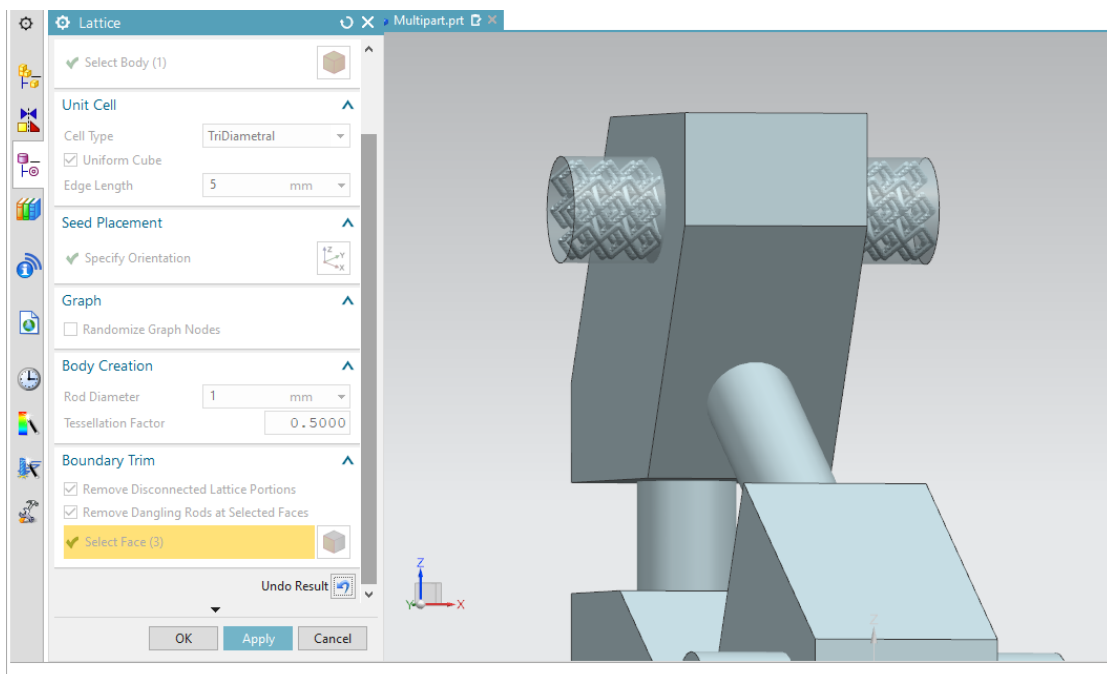 Lattice
Multipart.prt
Select Body (1)
Unit Cell
Cell Type TriDiametral
Uniform Cube
Edge Length 5 mm
Seed Placement
Specify Orientation
Z Y X
Graph
Randomize Graph Nodes
Body Creation
Rod Diameter 1 mm
Tessellation Factor 0.5000
Boundary Trim
Remove Disconnected Lattice Portions
Remove Dangling Rods at Selected Faces
Select Face (3)
Undo Result
OK Apply Cancel
Z
Y X
Z